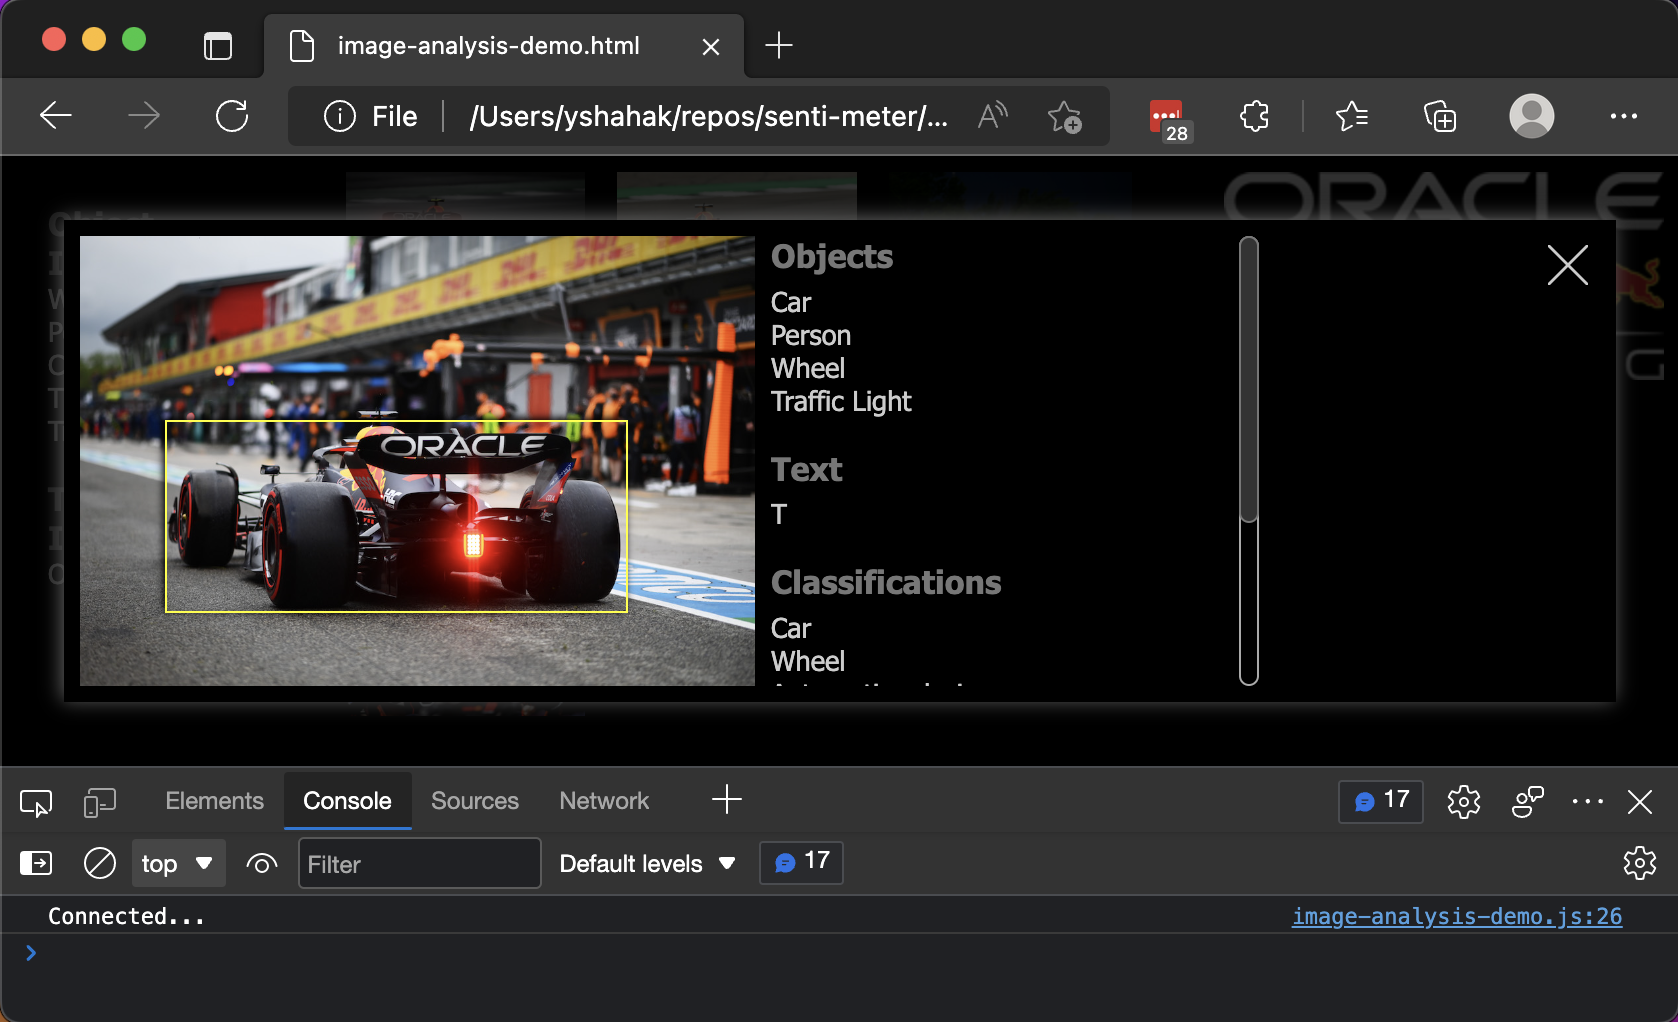 image-analysis-demo.html
File
/Users/yshahak/repos/senti-meter/...
28
ORACLE
Objects
Car
Person
Wheel
Traffic Light
Text
T
Classifications
Car
Wheel
ORACLE
Elements
Console
Sources
Network
17
top
Filter
Default levels
17
Connected...
image-analysis-demo.js:26